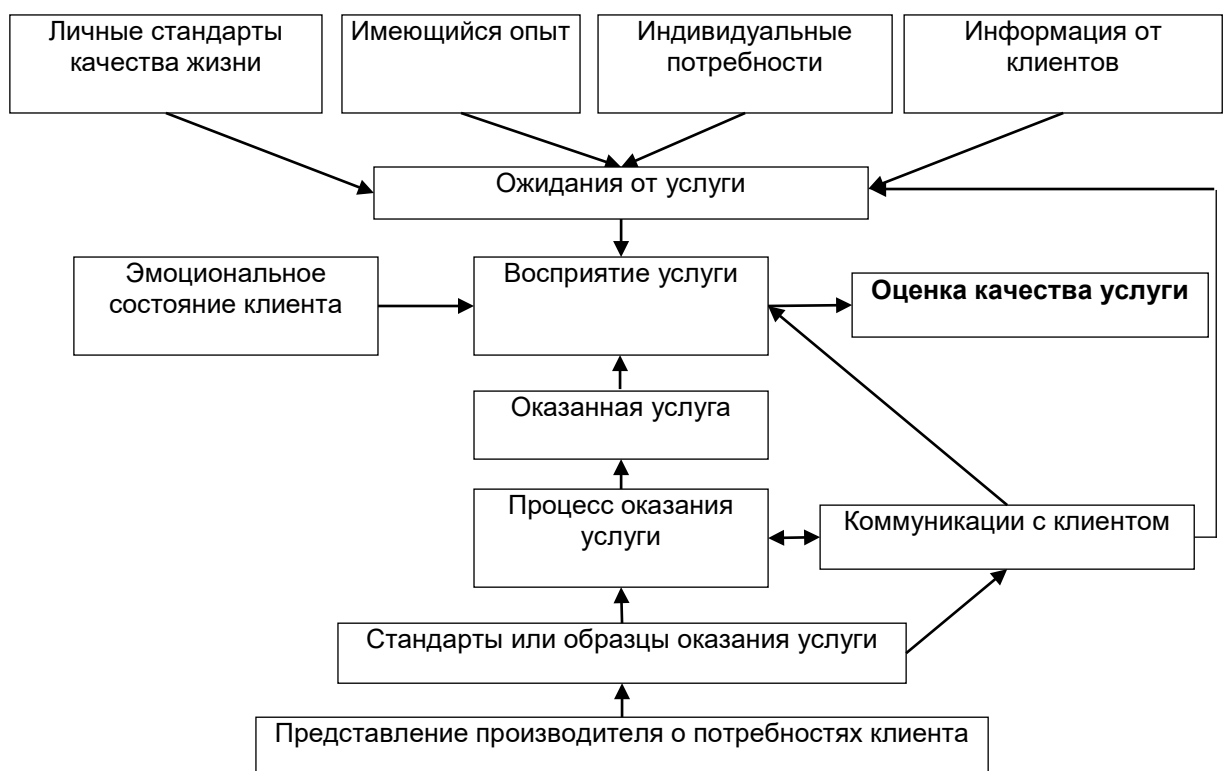 Личные стандарты
качества жизни
Имеющийся опыт
Индивидуальные
потребности
Информация от
клиентов
Ожидания от услуги
Эмоциональное
состояние клиента
Восприятие услуги
Оценка качества услуги
Оказанная услуга
Процесс оказания
услуги
Коммуникации с клиентом
Стандарты или образцы оказания услуги
Представление производителя о потребностях клиента